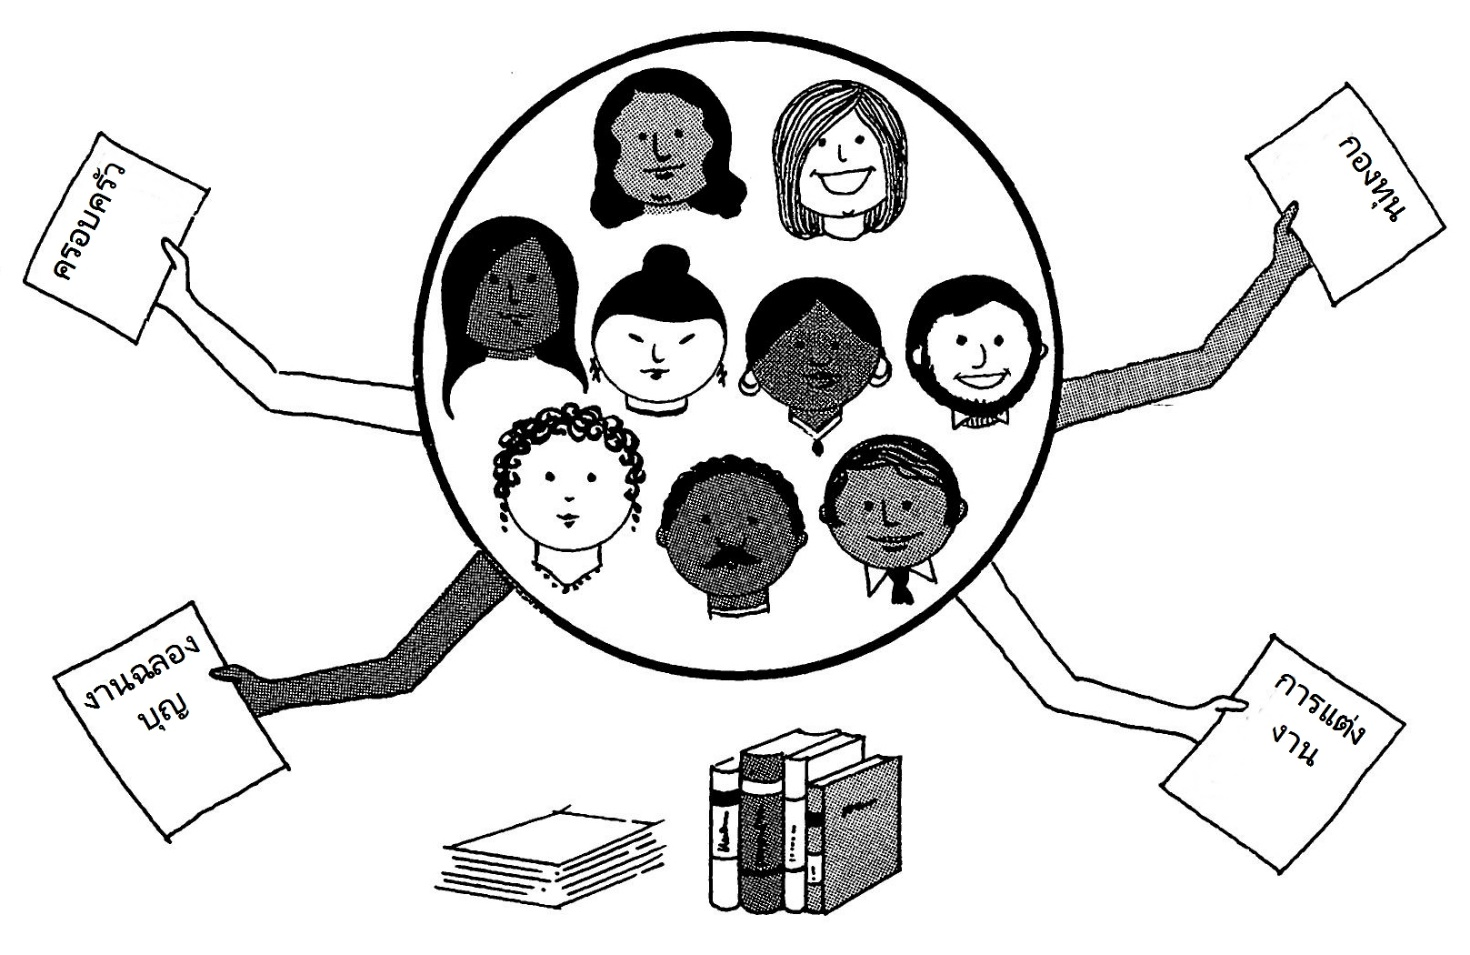 ครอบครัว
กองทุน
งานฉลอง
บุญ
การแต่ง
งาน